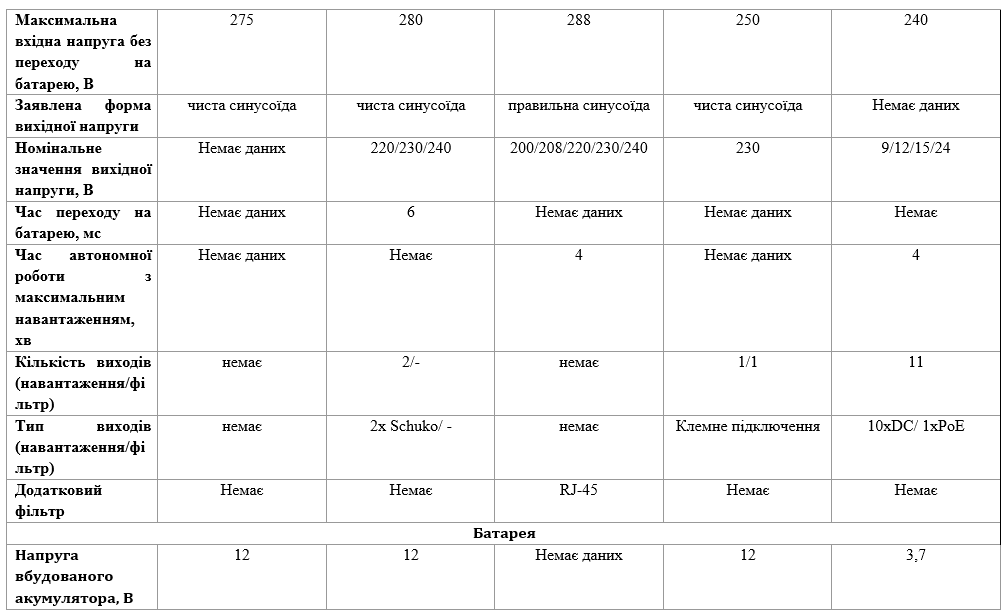 Максимальна вхідна напруга без переходу на батарею, В 275 280 288 250 240
Заявлена форма вихідної напруги чиста синусоїда чиста синусоїда правильна синусоїда чиста синусоїда Немає даних
Номінальне значення вихідної напруги, В Немає даних 220/230/240 200/208/220/230/240 230 9/12/15/24
Час переходу на батарею, мс Немає даних 6 Немає даних Немає даних Немає
Час автономної роботи з максимальним навантаженням, хв Немає даних Немає 4 Немає даних 4
Кількість виходів (навантаження/фільтр) немає 2/- немає 1/1 11
Тип виходів (навантаження/фільтр) немає 2x Schuko/ - немає Клемне підключення 10xDC/ 1xPoE
Додатковий фільтр Немає Немає RJ-45 Немає Немає
Батарея
Напруга вбудованого акумулятора, В 12 12 Немає даних 12 3,7